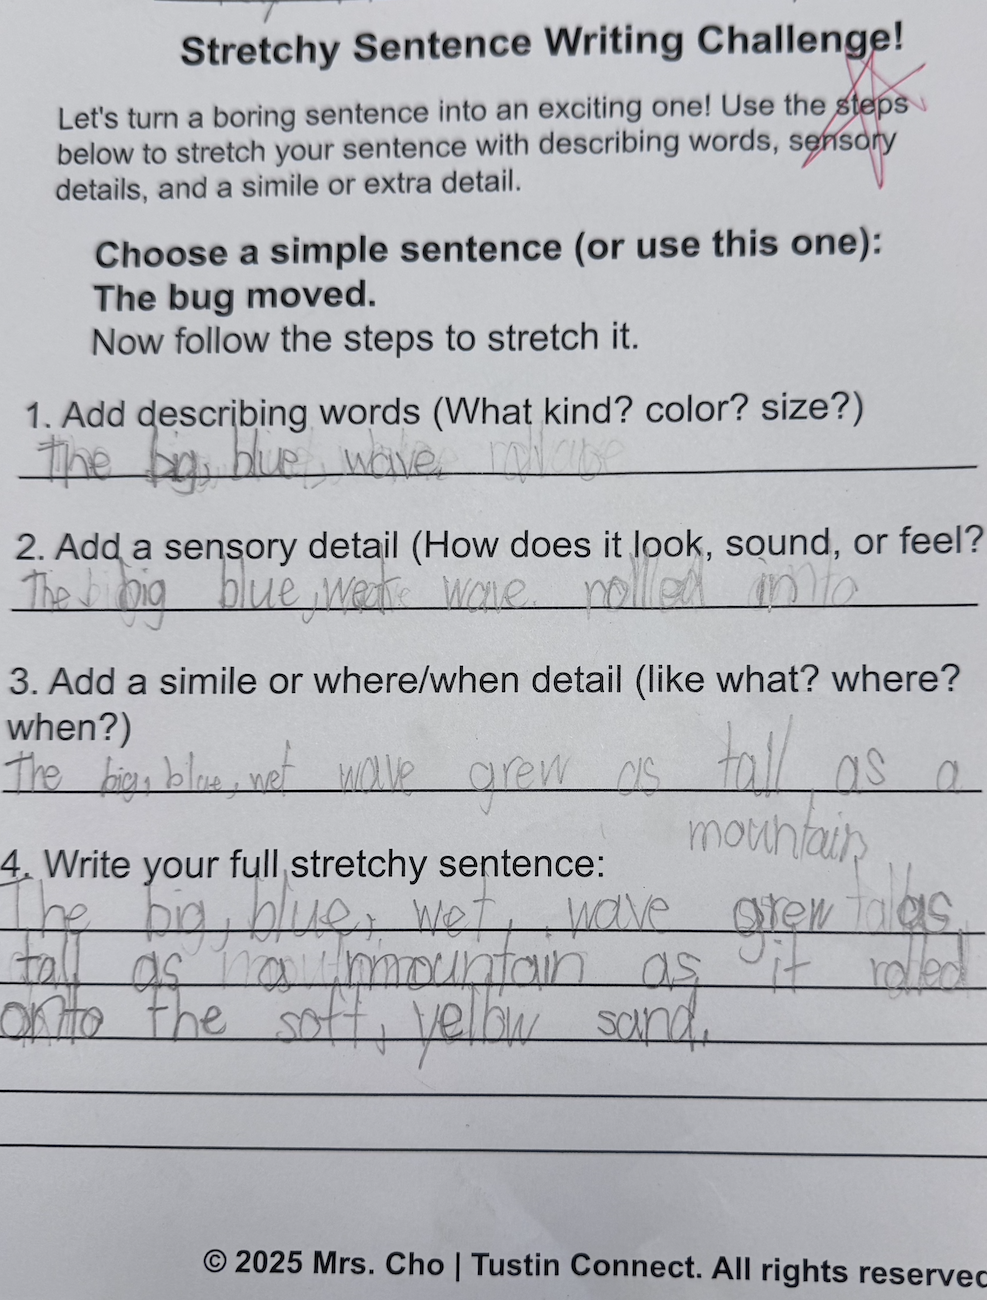 Stretchy Sentence Writing Challenge!
Let's turn a boring sentence into an exciting one! Use the steps
below to stretch your sentence with describing words, sensory
details, and a simile or extra detail.
Choose a simple sentence (or use this one):
The bug moved.
Now follow the steps to stretch it.
1. Add describing words (What kind? color? size?)
The big, blue, wave
2. Add a sensory detail (How does it look, sound, or feel?
The big blue, wet wave. rolled into
3. Add a simile or where/when detail (like what? where?
when?)
The big, blue, wet wave grew as tall as a
mountain
4. Write your full stretchy sentence:
The big, blue, wet, wave grew as
tall as a mountain as it rolled
onto the soft, yellow sand.
© 2025 Mrs. Cho | Tustin Connect. All rights reserved